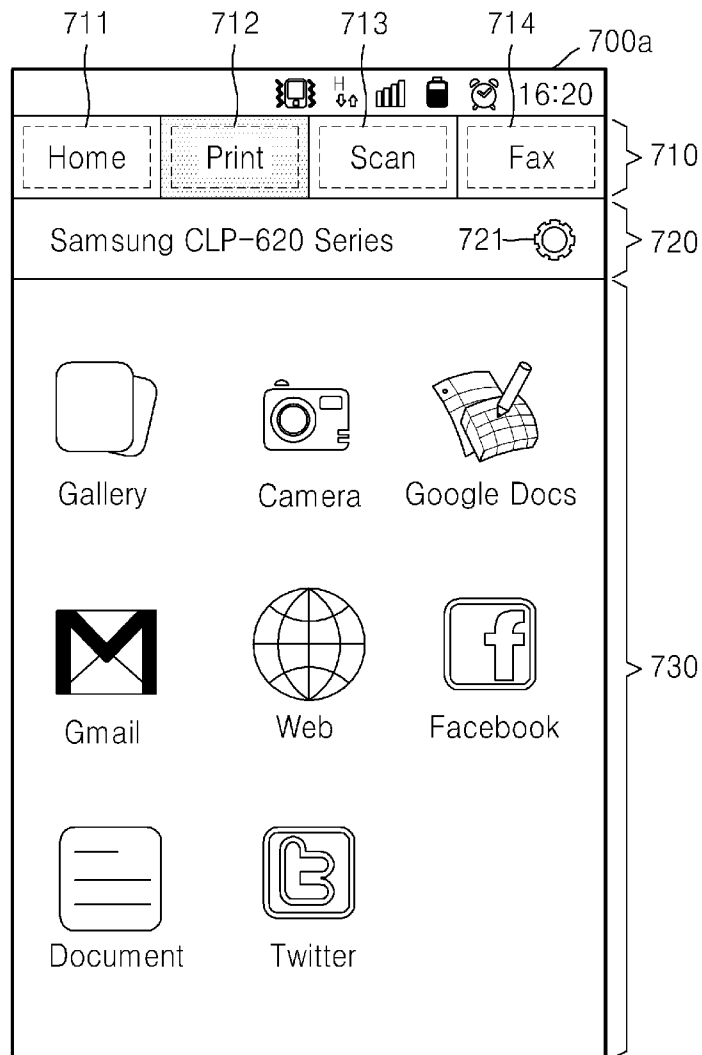 711 712 713 714
700a
H 16:20
Home Print Scan Fax 710
Samsung CLP-620 Series 721 720
Gallery Camera Google Docs
Gmail Web Facebook
730
Document Twitter